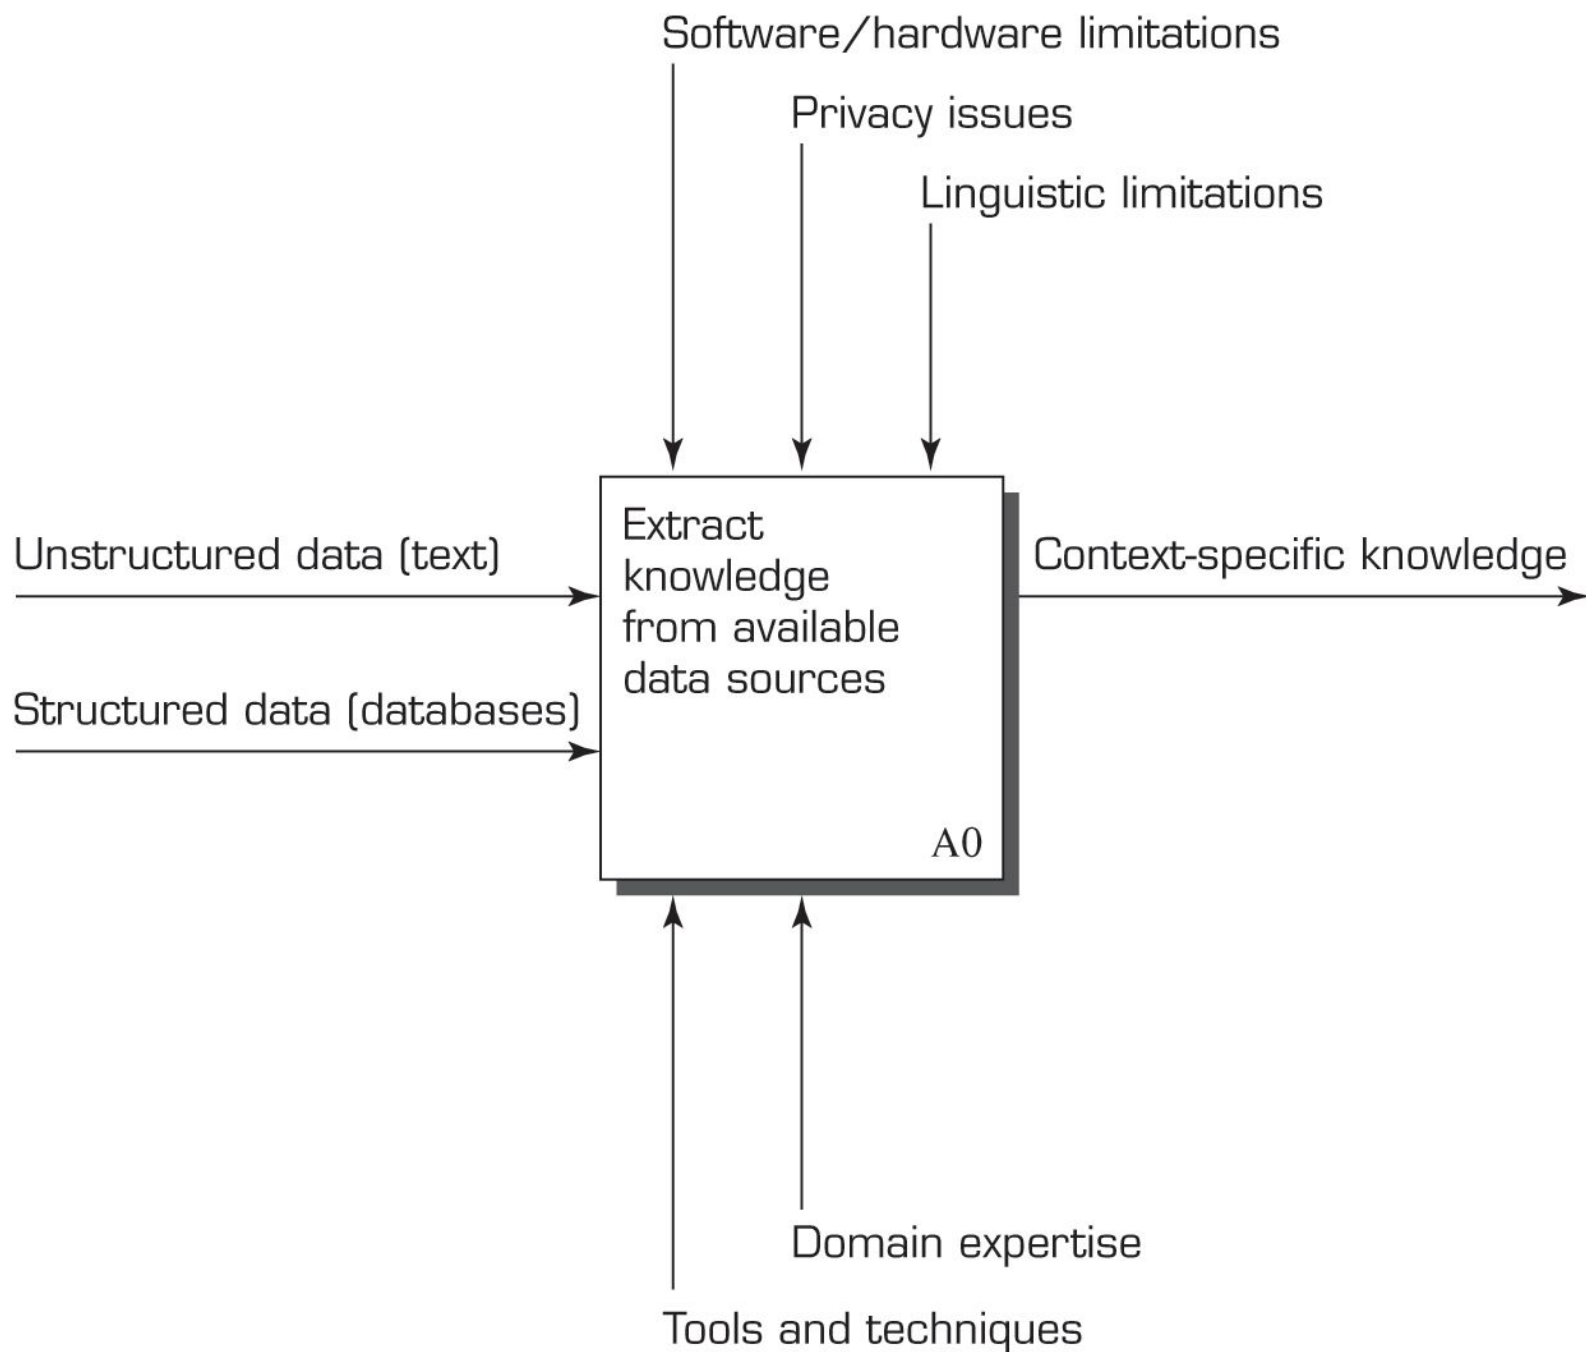 Software/hardware limitations
Privacy issues
Linguistic limitations
Unstructured data (text)
Structured data (databases)
Extract
knowledge
from available
data sources
A0
Context-specific knowledge
Domain expertise
Tools and techniques